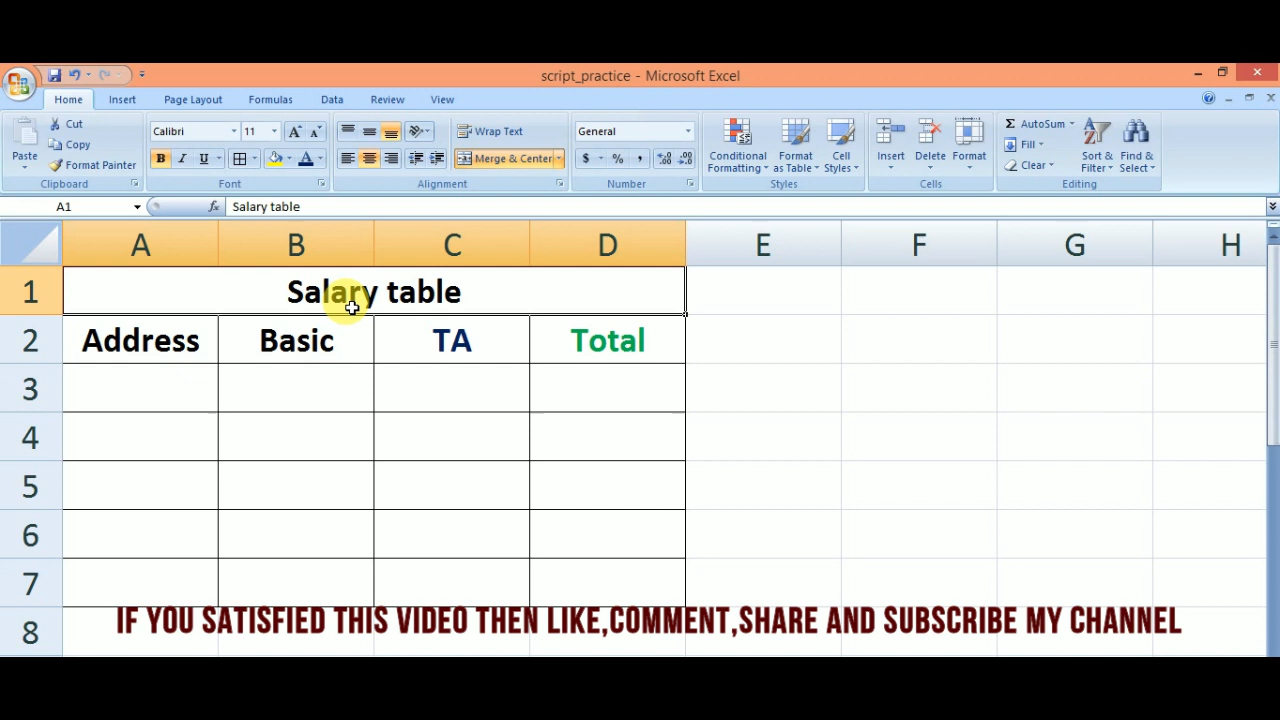 script_practice - Microsoft Excel
Home Insert Page Layout Formulas Data Review View
Paste Cut Calibri 11 Wrap Text General Conditional Formatting Format as Table Cell Styles Insert Delete Format Σ AutoSum Sort & Filter Find & Select
Copy Fill
Format Painter B I U A Merge & Center $ % , Clear
Clipboard Font Alignment Number Styles Cells Editing
A1 fx Salary table
A B C D E F G H
1 Salary table
2 Address Basic TA Total
3
4
5
6
7
8
IF YOU SATISFIED THIS VIDEO THEN LIKE,COMMENT,SHARE AND SUBSCRIBE MY CHANNEL